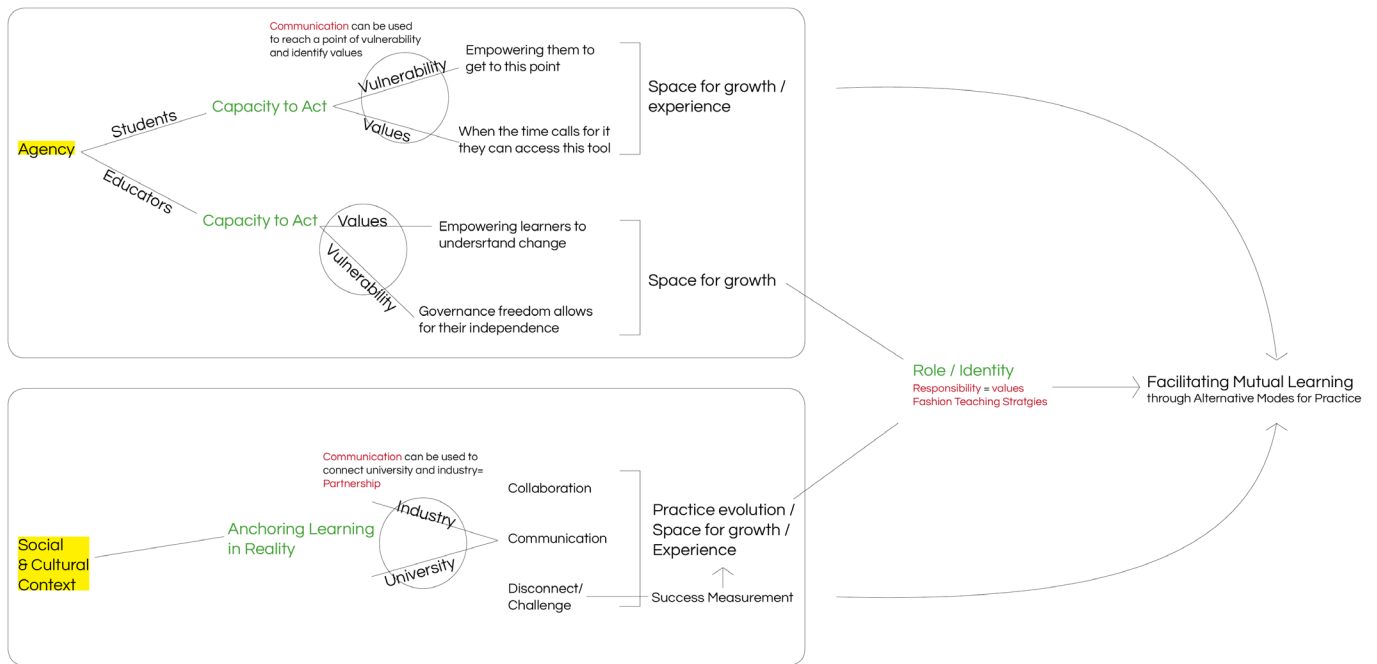 Communication can be used
to reach a point of vulnerability
and identify values
Vulnerability
Empowering them to
get to this point
Space for growth /
experience
Students
Capacity to Act
Values
When the time calls for it
they can access this tool
Agency
Educators
Capacity to Act
Values
Empowering learners to
undersrtand change
Vulnerability
Governance freedom allows
for their independence
Space for growth
Role / Identity
Responsibility = values
Fashion Teaching Stratgies
Facilitating Mutual Learning
through Alternative Modes for Practice
Communication can be used to
connect university and industry=
Partnership
Industry
Collaboration
Anchoring Learning
in Reality
Communication
Practice evolution /
Space for growth /
Experience
Social
& Cultural
Context
University
Disconnect/
Challenge
Success Measurement